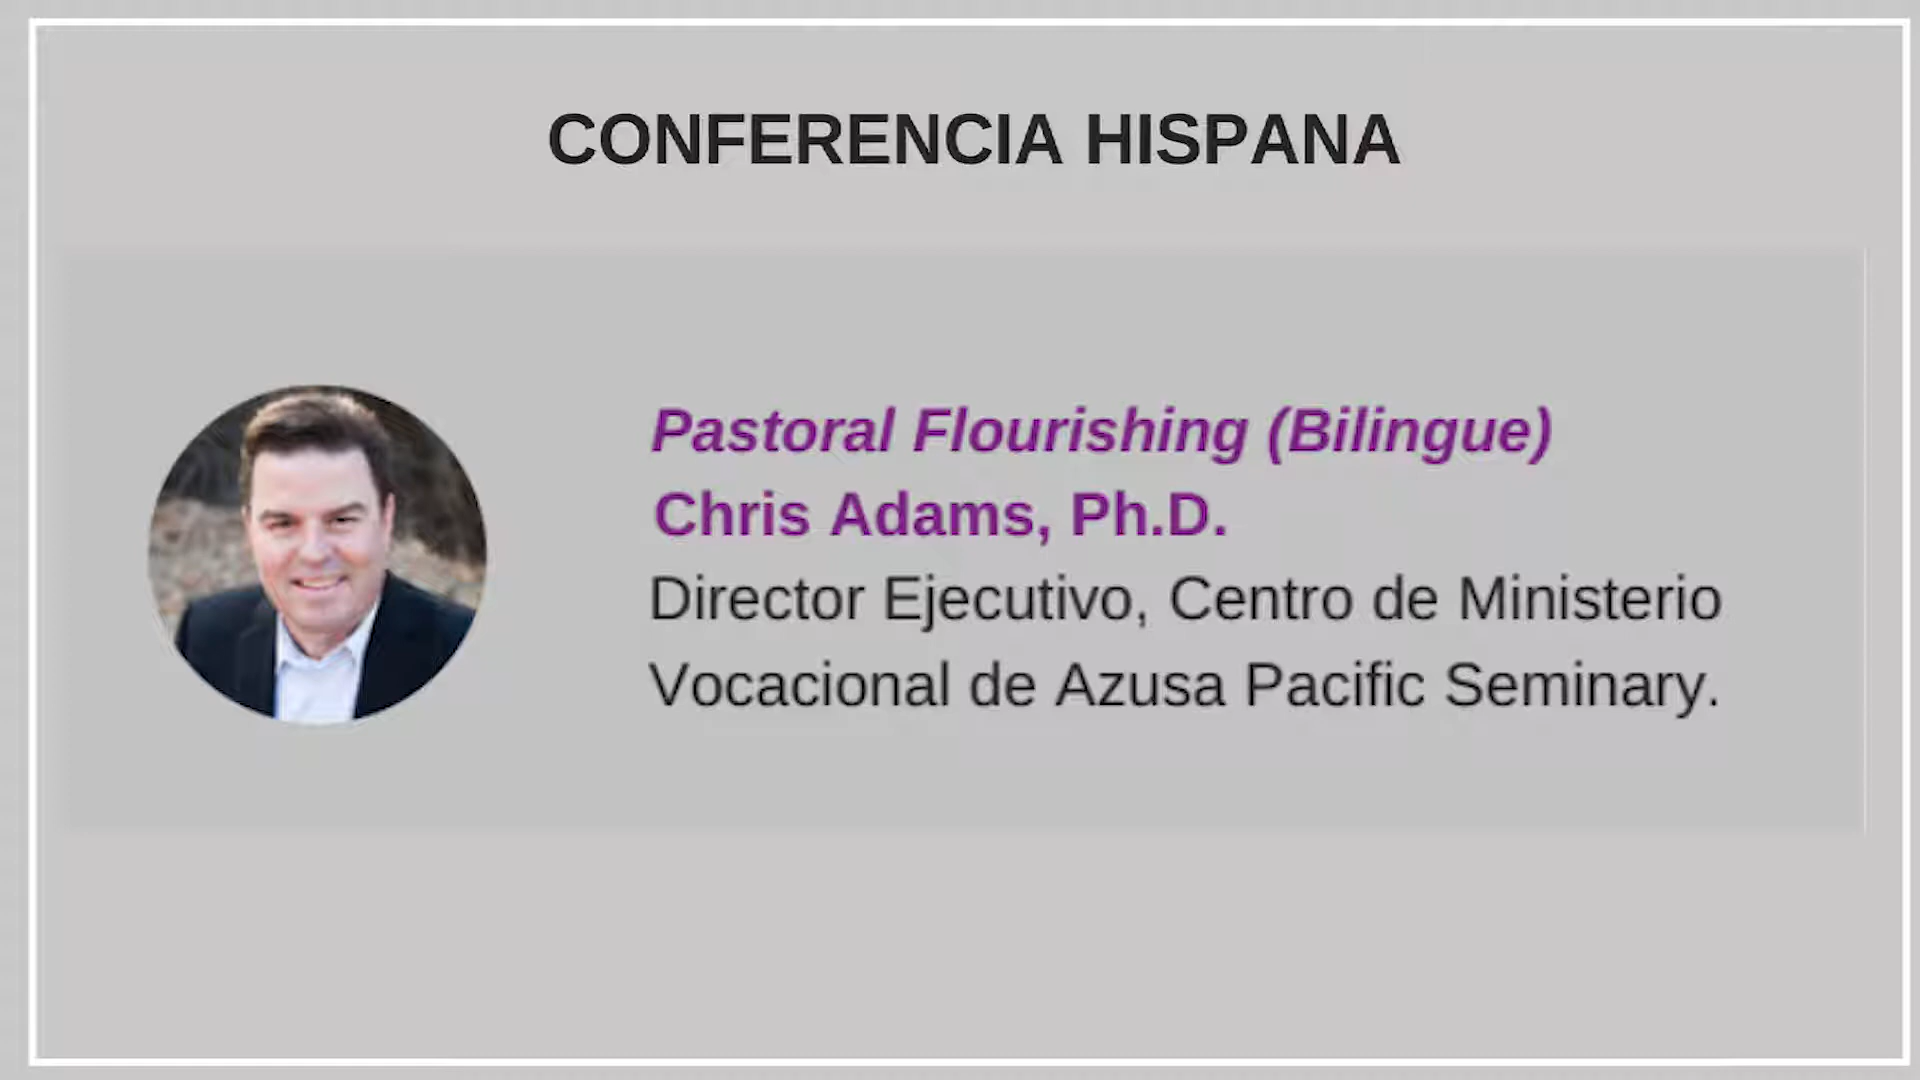 CONFERENCIA HISPANA
Pastoral Flourishing (Bilingue)
Chris Adams, Ph.D.
Director Ejecutivo, Centro de Ministerio
Vocacional de Azusa Pacific Seminary.